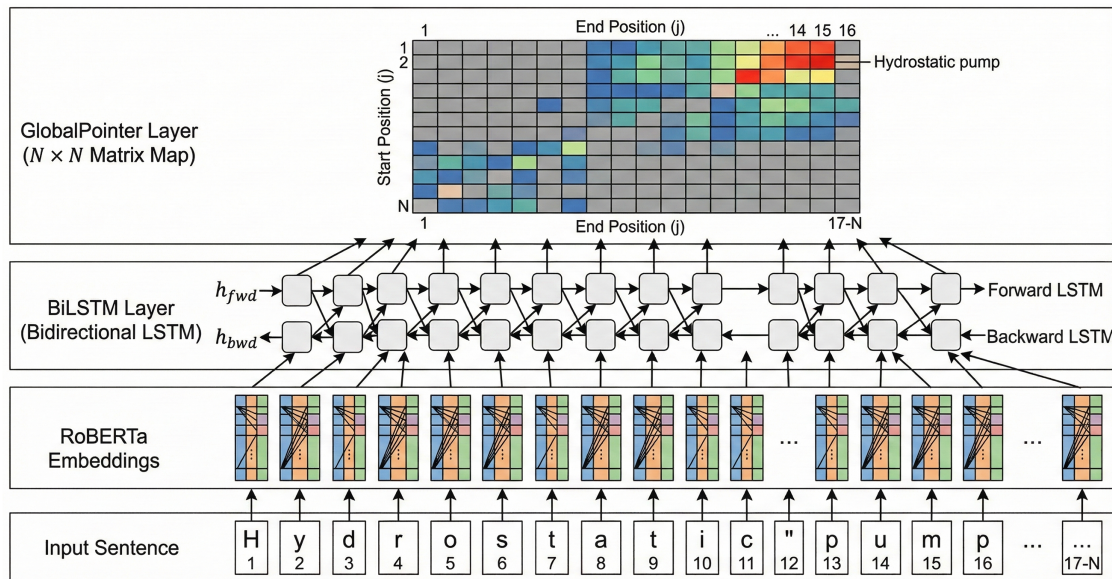 1 End Position (j) ... 14 15 16
1
2
Hydrostatic pump
GlobalPointer Layer
(N × N Matrix Map)
Start Position (j)
N
1 17-N
End Position (j)
BiLSTM Layer
(Bidirectional LSTM)
h_fwd
Forward LSTM
h_bwd
Backward LSTM
RoBERTa
Embeddings
... ...
Input Sentence
H y d r o s t a t i c " p u m p ... ...
1 2 3 4 5 6 7 8 9 10 11 12 13 14 15 16 17-N